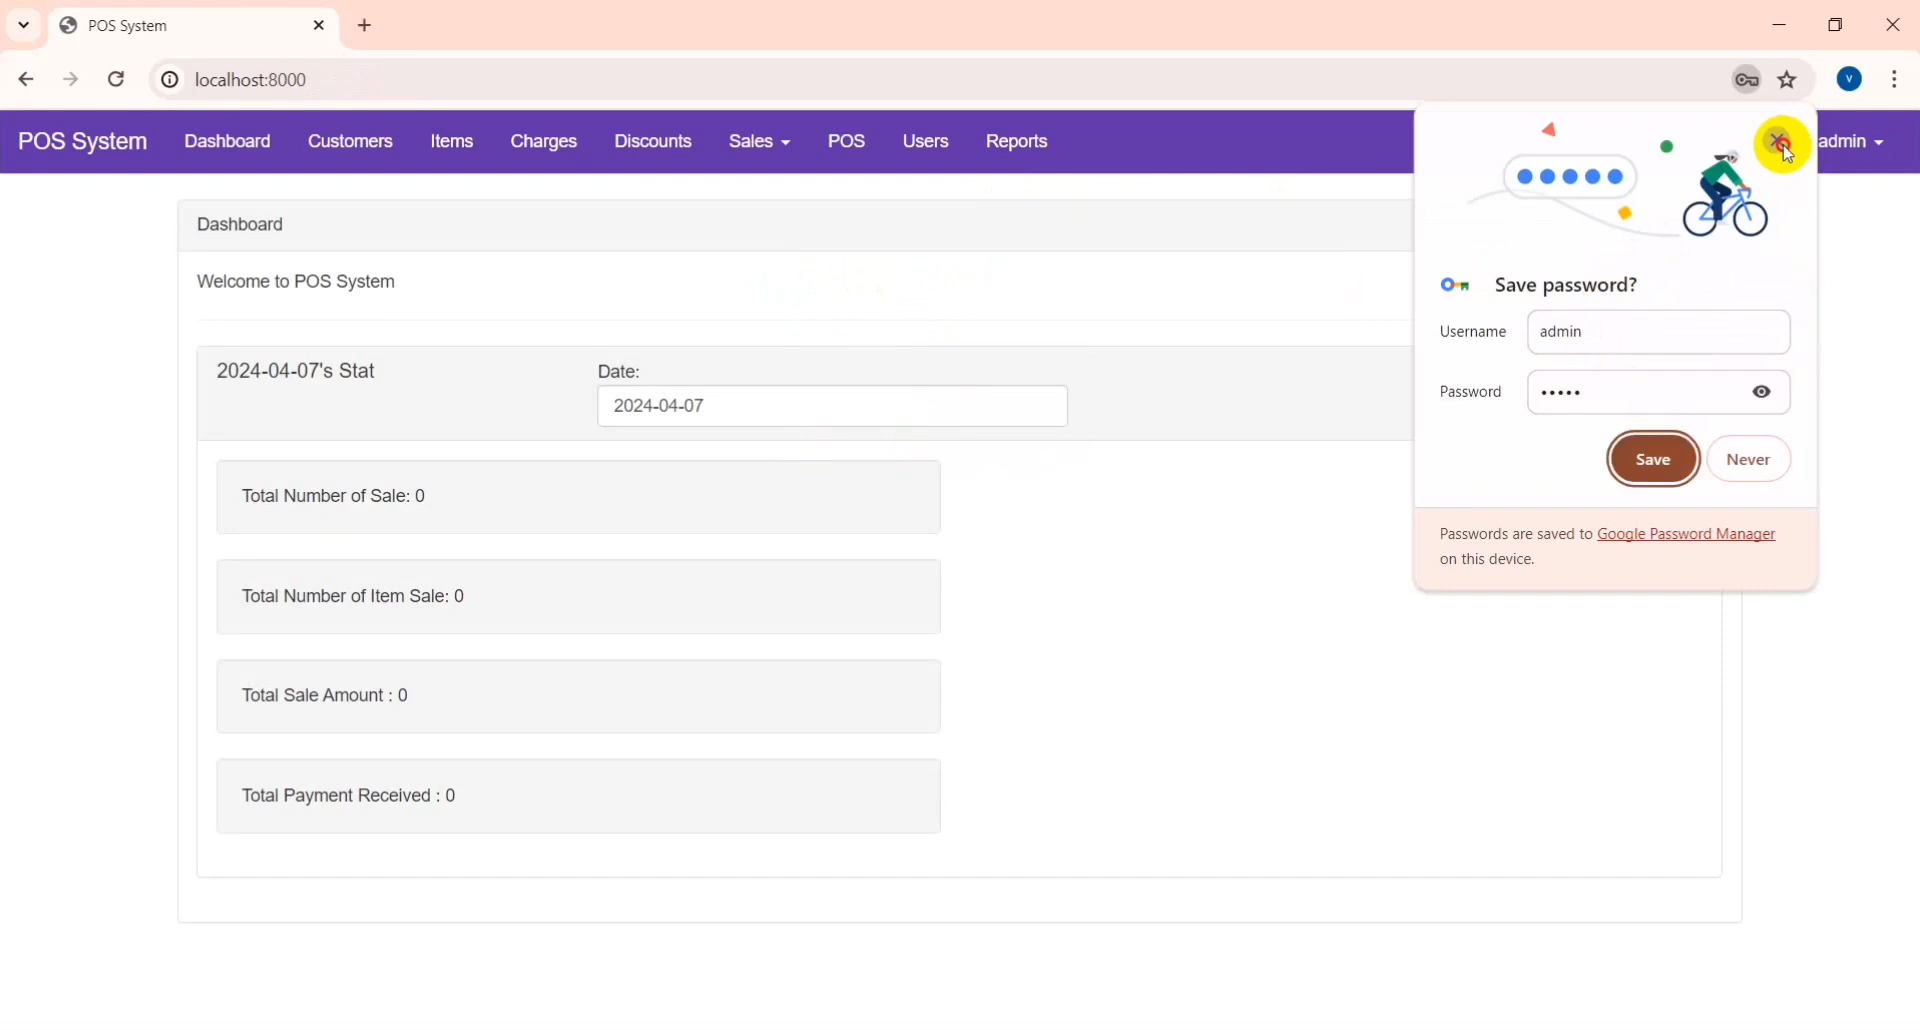 POS System
localhost:8000
V
POS System Dashboard Customers Items Charges Discounts Sales POS Users Reports admin
Dashboard
Welcome to POS System
2024-04-07's Stat
Date:
2024-04-07
Total Number of Sale: 0
Total Number of Item Sale: 0
Total Sale Amount : 0
Total Payment Received : 0
Save password?
Username admin
Password •••••
Save Never
Passwords are saved to Google Password Manager
on this device.